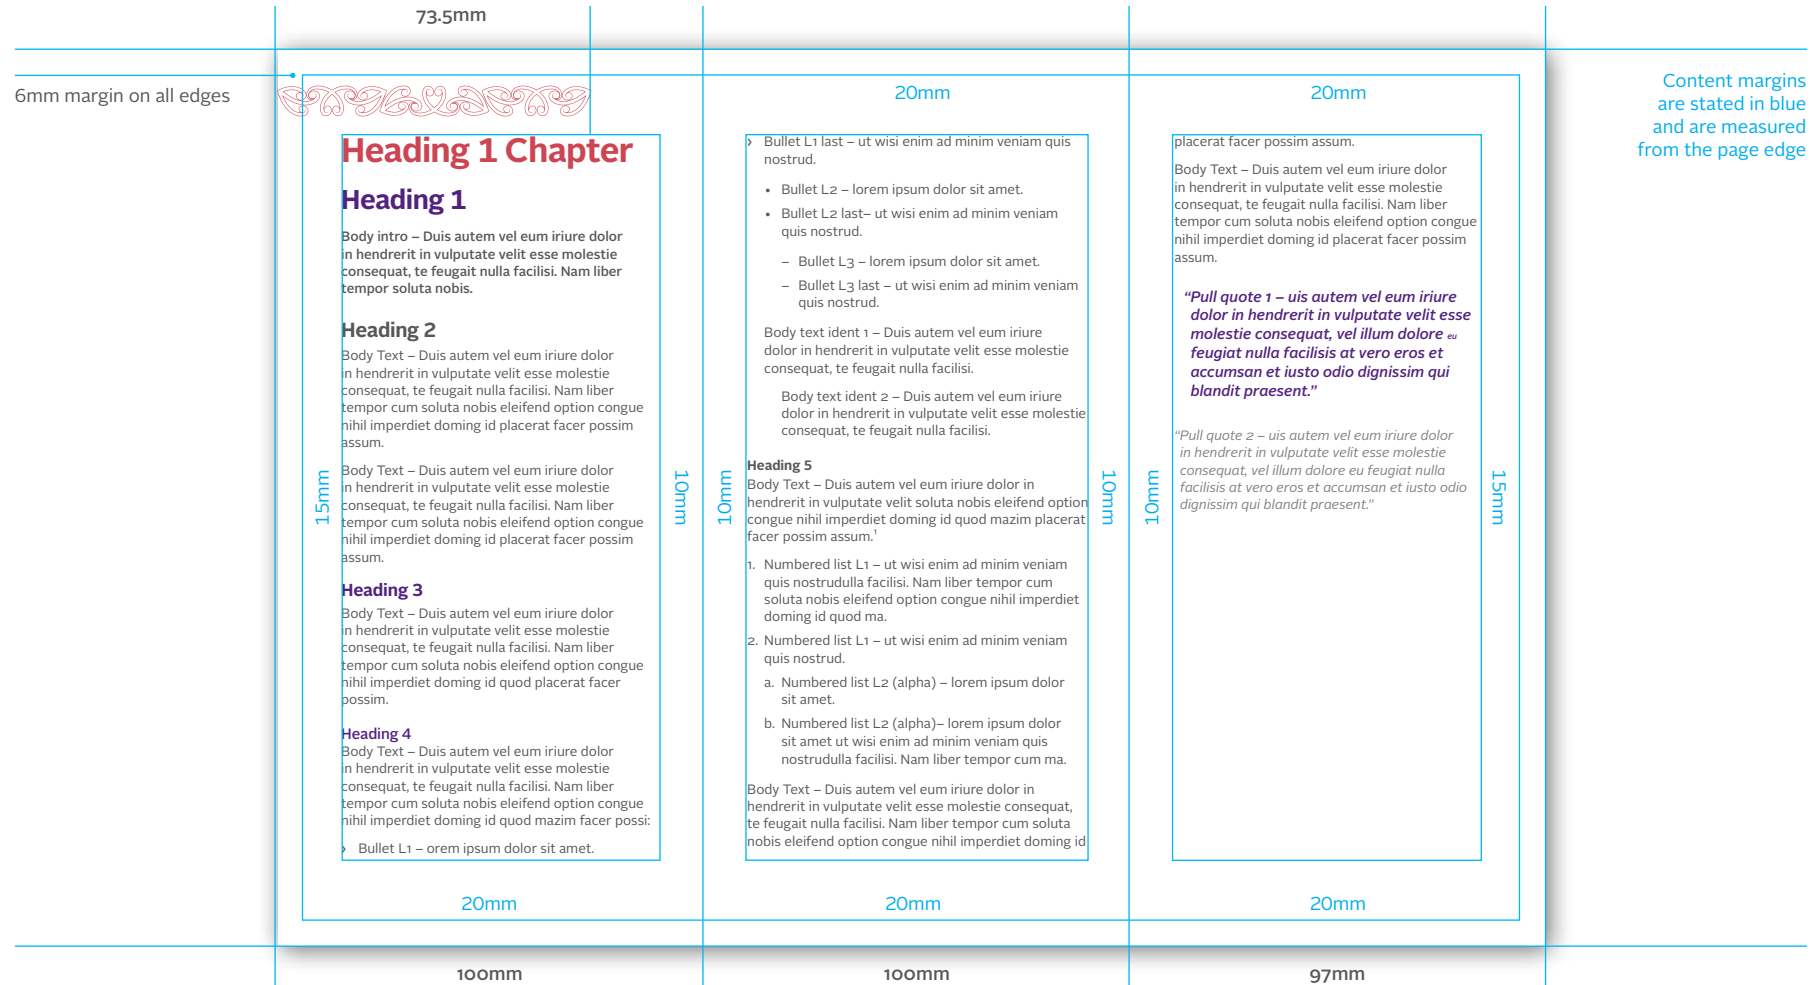 73.5mm
6mm margin on all edges
Content margins
are stated in blue
and are measured
from the page edge
20mm
20mm
Heading 1 Chapter
Heading 1
Body intro – Duis autem vel eum iriure dolor
in hendrerit in vulputate velit esse molestie
consequat, te feugait nulla facilisi. Nam liber
tempor soluta nobis.
Heading 2
Body Text – Duis autem vel eum iriure dolor
in hendrerit in vulputate velit esse molestie
consequat, te feugait nulla facilisi. Nam liber
tempor cum soluta nobis eleifend option congue
nihil imperdiet doming id placerat facer possim
assum.
Body Text – Duis autem vel eum iriure dolor
in hendrerit in vulputate velit esse molestie
consequat, te feugait nulla facilisi. Nam liber
tempor cum soluta nobis eleifend option congue
nihil imperdiet doming id placerat facer possim
assum.
Heading 3
Body Text – Duis autem vel eum iriure dolor
in hendrerit in vulputate velit esse molestie
consequat, te feugait nulla facilisi. Nam liber
tempor cum soluta nobis eleifend option congue
nihil imperdiet doming id quod placerat facer
possim.
Heading 4
Body Text – Duis autem vel eum iriure dolor
in hendrerit in vulputate velit esse molestie
consequat, te feugait nulla facilisi. Nam liber
tempor cum soluta nobis eleifend option congue
nihil imperdiet doming id quod mazim facer possi:
› Bullet L1 – orem ipsum dolor sit amet.
15mm
10mm
› Bullet L1 last – ut wisi enim ad minim veniam quis
nostrud.
• Bullet L2 – lorem ipsum dolor sit amet.
• Bullet L2 last– ut wisi enim ad minim veniam
quis nostrud.
– Bullet L3 – lorem ipsum dolor sit amet.
– Bullet L3 last – ut wisi enim ad minim veniam
quis nostrud.
Body text ident 1 – Duis autem vel eum iriure
dolor in hendrerit in vulputate velit esse molestie
consequat, te feugait nulla facilisi.
Body text ident 2 – Duis autem vel eum iriure
dolor in hendrerit in vulputate velit esse molestie
consequat, te feugait nulla facilisi.
Heading 5
Body Text – Duis autem vel eum iriure dolor in
hendrerit in vulputate velit soluta nobis eleifend option
congue nihil imperdiet doming id quod mazim placerat
facer possim assum.¹
1. Numbered list L1 – ut wisi enim ad minim veniam
quis nostrudulla facilisi. Nam liber tempor cum
soluta nobis eleifend option congue nihil imperdiet
doming id quod ma.
2. Numbered list L1 – ut wisi enim ad minim veniam
quis nostrud.
a. Numbered list L2 (alpha) – lorem ipsum dolor
sit amet.
b. Numbered list L2 (alpha)– lorem ipsum dolor
sit amet ut wisi enim ad minim veniam quis
nostrudulla facilisi. Nam liber tempor cum ma.
Body Text – Duis autem vel eum iriure dolor in
hendrerit in vulputate velit esse molestie consequat,
te feugait nulla facilisi. Nam liber tempor cum soluta
nobis eleifend option congue nihil imperdiet doming id
10mm
10mm
placerat facer possim assum.
Body Text – Duis autem vel eum iriure dolor
in hendrerit in vulputate velit esse molestie
consequat, te feugait nulla facilisi. Nam liber
tempor cum soluta nobis eleifend option congue
nihil imperdiet doming id placerat facer possim
assum.
“Pull quote 1 – uis autem vel eum iriure
dolor in hendrerit in vulputate velit esse
molestie consequat, vel illum dolore eu
feugiat nulla facilisis at vero eros et
accumsan et iusto odio dignissim qui
blandit praesent.”
“Pull quote 2 – uis autem vel eum iriure dolor
in hendrerit in vulputate velit esse molestie
consequat, vel illum dolore eu feugiat nulla
facilisis at vero eros et accumsan et iusto odio
dignissim qui blandit praesent.”
10mm
15mm
20mm
20mm
20mm
100mm
100mm
97mm